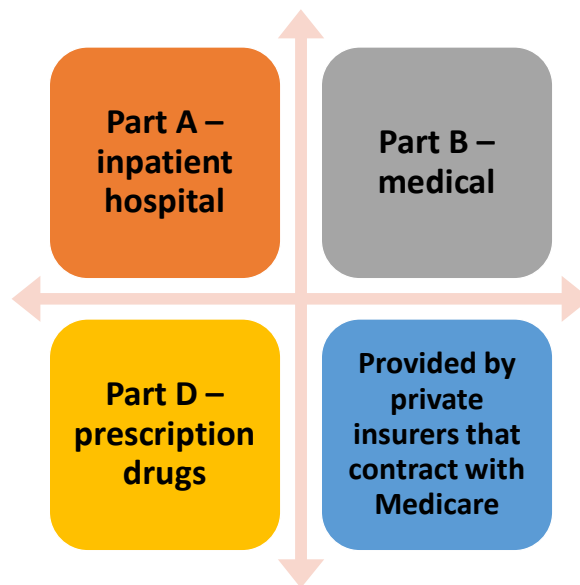 Part A –
inpatient
hospital
Part B –
medical
Part D –
prescription
drugs
Provided by
private
insurers that
contract with
Medicare